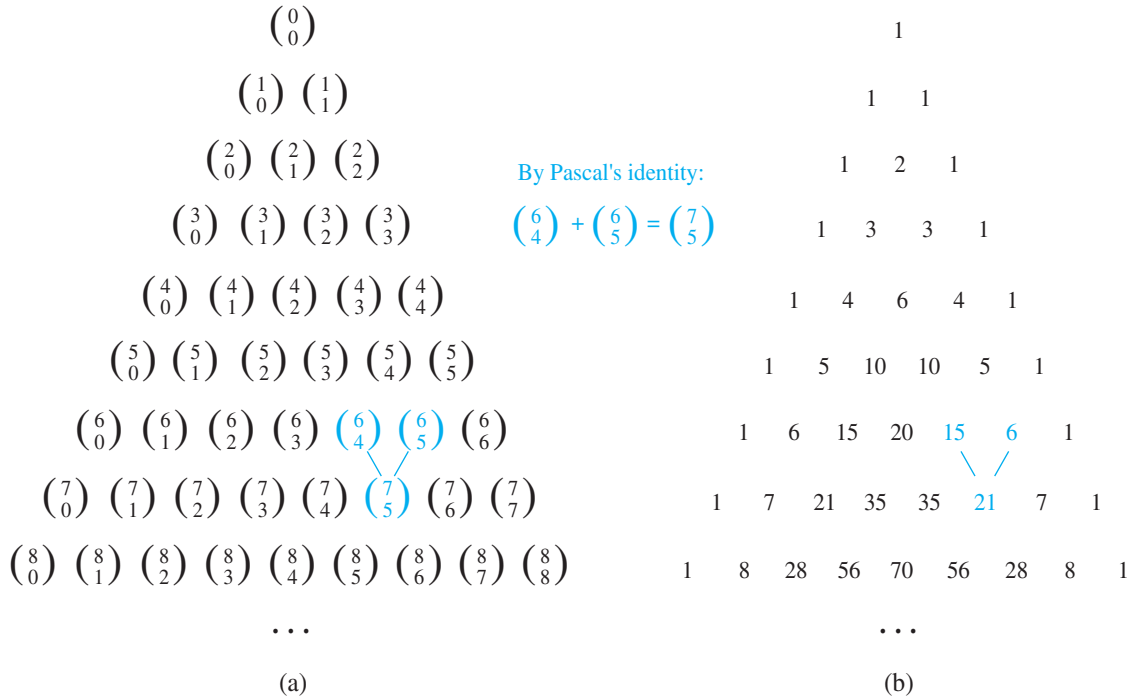 (0 0)
(1 0) (1 1)
(2 0) (2 1) (2 2)
(3 0) (3 1) (3 2) (3 3)
(4 0) (4 1) (4 2) (4 3) (4 4)
(5 0) (5 1) (5 2) (5 3) (5 4) (5 5)
(6 0) (6 1) (6 2) (6 3) (6 4) (6 5) (6 6)
(7 0) (7 1) (7 2) (7 3) (7 4) (7 5) (7 6) (7 7)
(8 0) (8 1) (8 2) (8 3) (8 4) (8 5) (8 6) (8 7) (8 8)
...
(a)
By Pascal's identity:
(6 4) + (6 5) = (7 5)
1
1 1
1 2 1
1 3 3 1
1 4 6 4 1
1 5 10 10 5 1
1 6 15 20 15 6 1
1 7 21 35 35 21 7 1
1 8 28 56 70 56 28 8 1
...
(b)